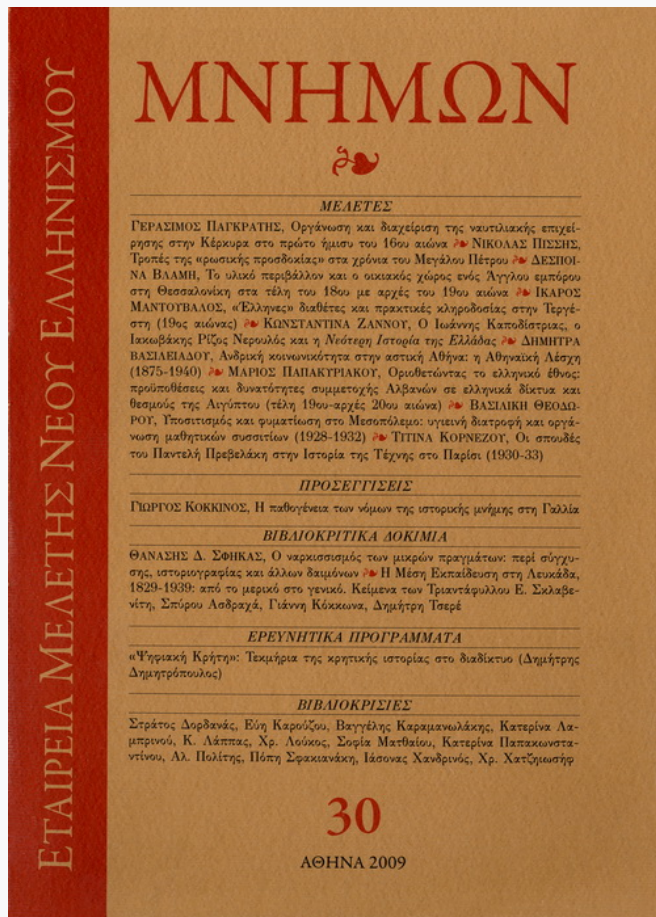 ΕΤΑΙΡΕΙΑ ΜΕΛΕΤΗΣ ΝΕΟΥ ΕΛΛΗΝΙΣΜΟΥ
ΜΝΗΜΩΝ
ΜΕΛΕΤΕΣ
ΓΕΡΑΣΙΜΟΣ ΠΑΓΚΡΑΤΗΣ, Οργάνωση και διαχείριση της ναυτιλιακής επιχεί-
ρησης στην Κέρκυρα στο πρώτο ήμισυ του 16ου αιώνα ΝΙΚΟΛΑΣ ΠΙΣΣΗΣ,
Τροπές της «ρωσικής προσδοκίας» στα χρόνια του Μεγάλου Πέτρου ΔΕΣΠΟΙ-
ΝΑ ΒΛΑΜΗ, Το υλικό περιβάλλον και ο οικιακός χώρος ενός Άγγλου εμπόρου
στη Θεσσαλονίκη στα τέλη του 18ου με αρχές του 19ου αιώνα ΙΚΑΡΟΣ
ΜΑΝΤΟΥΒΑΛΟΣ, «Έλληνες» διαθέτες και πρακτικές κληροδοσίας στην Τεργέ-
στη (19ος αιώνας) ΚΩΝΣΤΑΝΤΙΝΑ ΖΑΝΝΟΥ, Ο Ιωάννης Καποδίστριας, ο
Ιακωβάκης Ρίζος Νερουλός και η Νεότερη Ιστορία της Ελλάδας ΔΗΜΗΤΡΑ
ΒΑΣΙΛΕΙΑΔΟΥ, Ανδρική κοινωνικότητα στην αστική Αθήνα: η Αθηναϊκή Λέσχη
(1875-1940) ΜΑΡΙΟΣ ΠΑΠΑΚΥΡΙΑΚΟΥ, Οριοθετώντας το ελληνικό έθνος:
προϋποθέσεις και δυνατότητες συμμετοχής Αλβανών σε ελληνικά δίκτυα και
θεσμούς της Αιγύπτου (τέλη 19ου-αρχές 20ου αιώνα) ΒΑΣΙΛΙΚΗ ΘΕΟΔΩ-
ΡΟΥ, Υποσιτισμός και φυματίωση στο Μεσοπόλεμο: υγιεινή διατροφή και οργά-
νωση μαθητικών συσσιτίων (1928-1932) ΤΙΤΙΝΑ ΚΟΡΝΕΖΟΥ, Οι σπουδές
του Παντελή Πρεβελάκη στην Ιστορία της Τέχνης στο Παρίσι (1930-33)
ΠΡΟΣΕΓΓΙΣΕΙΣ
ΓΙΩΡΓΟΣ ΚΟΚΚΙΝΟΣ, Η παθογένεια των νόμων της ιστορικής μνήμης στη Γαλλία
ΒΙΒΛΙΟΚΡΙΤΙΚΑ ΔΟΚΙΜΙΑ
ΘΑΝΑΣΗΣ Δ. ΣΦΗΚΑΣ, Ο ναρκισσισμός των μικρών πραγμάτων: περί σύγχυ-
σης, ιστοριογραφίας και άλλων δαιμόνων Η Μέση Εκπαίδευση στη Λευκάδα,
1829-1939: από το μερικό στο γενικό. Κείμενα των Τριαντάφυλλου Ε. Σκλαβε-
νίτη, Σπύρου Ασδραχά, Γιάννη Κόκκωνα, Δημήτρη Τσερέ
ΕΡΕΥΝΗΤΙΚΑ ΠΡΟΓΡΑΜΜΑΤΑ
«Ψηφιακή Κρήτη»: Τεκμήρια της κρητικής ιστορίας στο διαδίκτυο (Δημήτρης
Δημητρόπουλος)
ΒΙΒΛΙΟΚΡΙΣΙΕΣ
Στράτος Δορδανάς, Εύη Καρούζου, Βαγγέλης Καραμανωλάκης, Κατερίνα Λα-
μπρινού, Κ. Λάππας, Χρ. Λούκος, Σοφία Ματθαίου, Κατερίνα Παπακωνστα-
ντίνου, Αλ. Πολίτης, Πόπη Σφακιανάκη, Ιάσονας Χανδρινός, Χρ. Χατζηιωσήφ
30
ΑΘΗΝΑ 2009